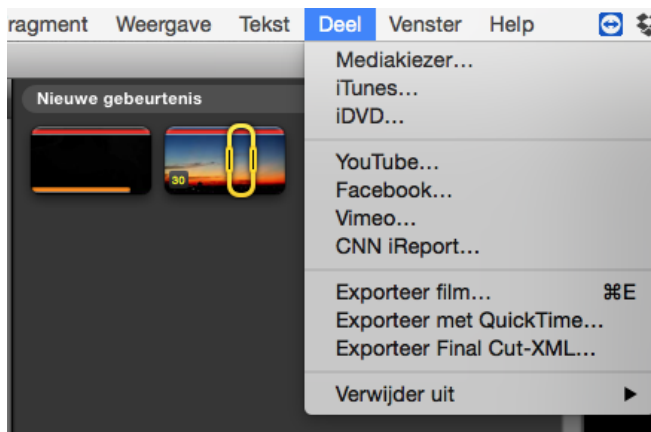 ragment Weergave Tekst Deel Venster Help
Nieuwe gebeurtenis
30
Mediakiezer...
iTunes...
iDVD...
YouTube...
Facebook...
Vimeo...
CNN iReport...
Exporteer film... ⌘E
Exporteer met QuickTime...
Exporteer Final Cut-XML...
Verwijder uit